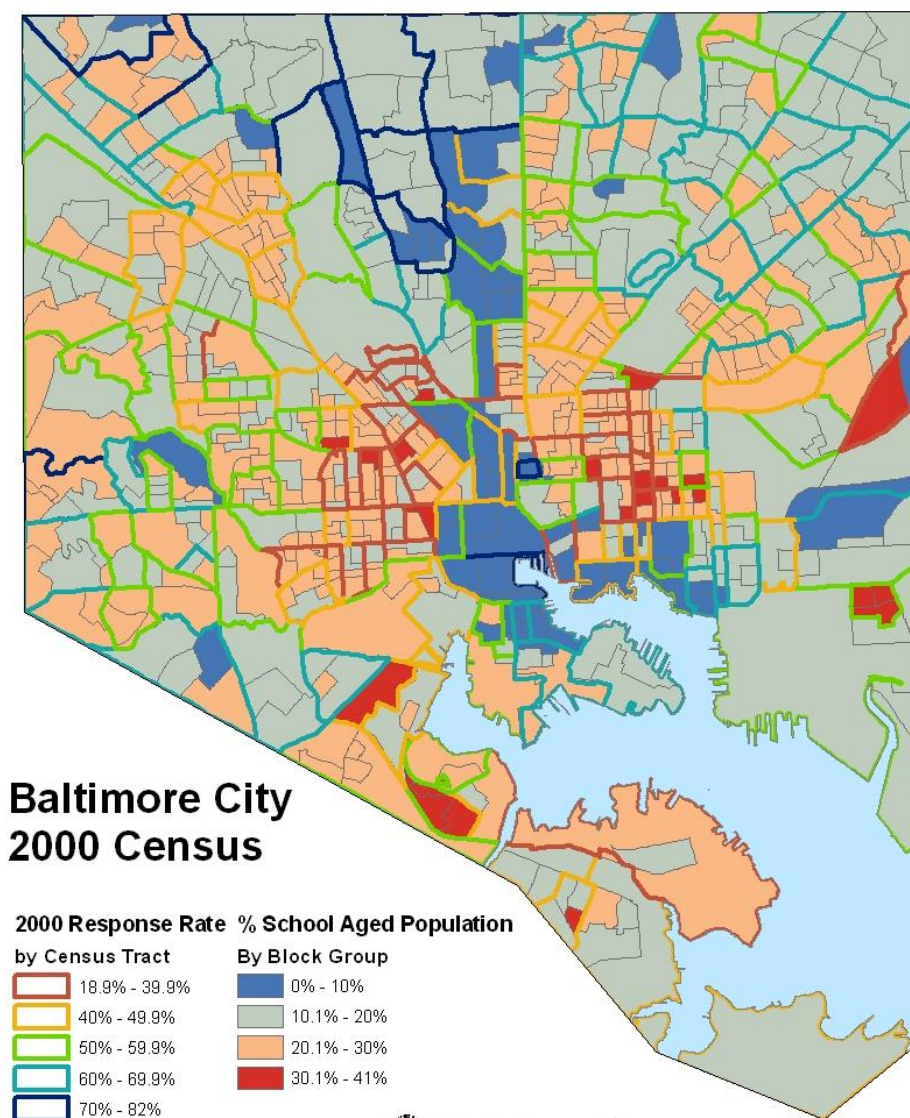 Baltimore City
2000 Census
2000 Response Rate
by Census Tract
18.9% - 39.9%
40% - 49.9%
50% - 59.9%
60% - 69.9%
70% - 82%
% School Aged Population
By Block Group
0% - 10%
10.1% - 20%
20.1% - 30%
30.1% - 41%